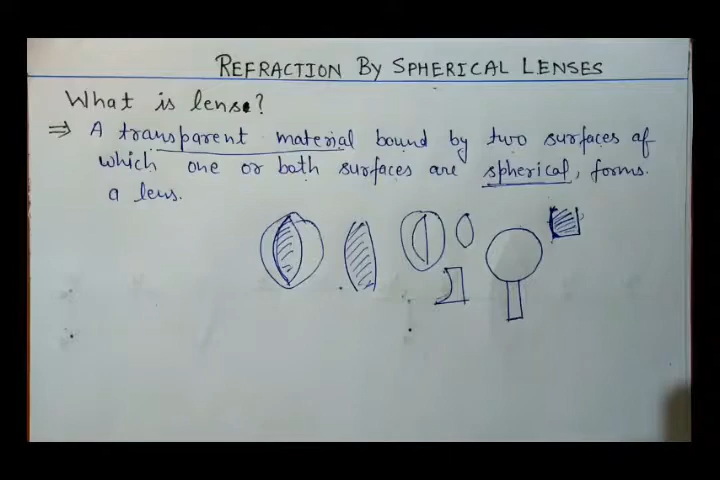 REFRACTION BY SPHERICAL LENSES
What is lens?
⇒ A transparent material bound by two surfaces of
which one or both surfaces are spherical, forms.
a lens.